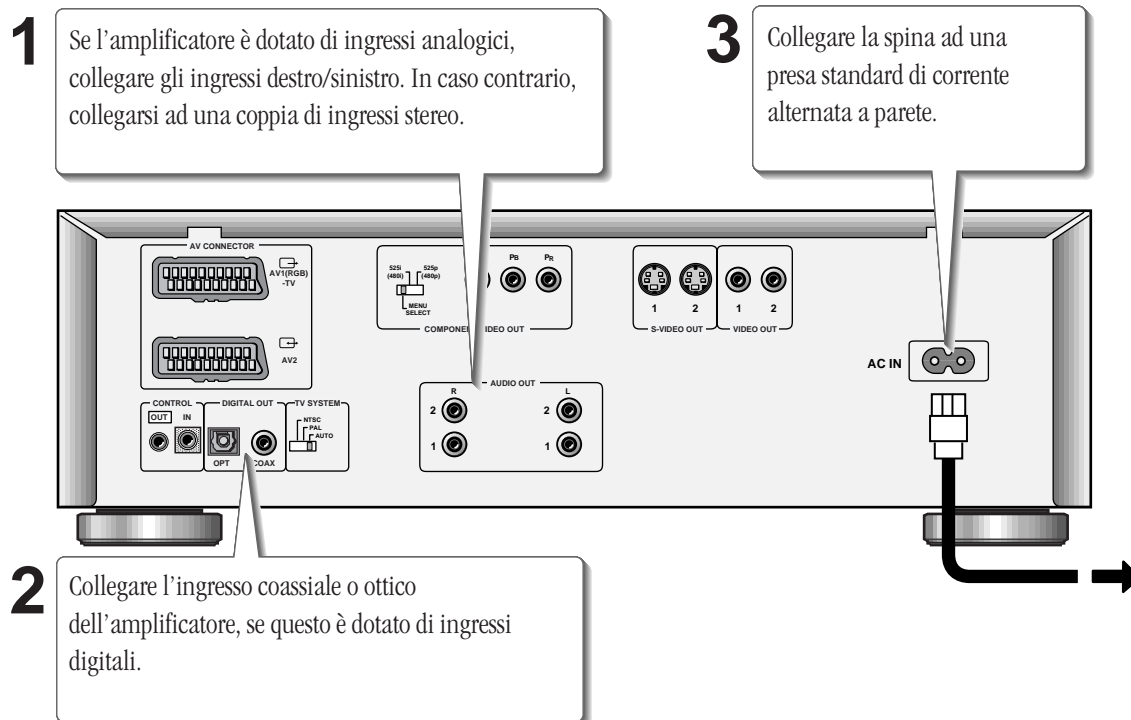 1
Se l’amplificatore è dotato di ingressi analogici,
collegare gli ingressi destro/sinistro. In caso contrario,
collegarsi ad una coppia di ingressi stereo.
3
Collegare la spina ad una
presa standard di corrente
alternata a parete.
AV CONNECTOR
AV1(RGB)
-TV
AV2
525i
(480i)
525p
(480p)
MENU
SELECT
PB
PR
COMPONEN IDEO OUT
1
2
S-VIDEO OUT
1
2
VIDEO OUT
AC IN
CONTROL
OUT
IN
DIGITAL OUT
OPT
COAX
TV SYSTEM
NTSC
PAL
AUTO
AUDIO OUT
R
L
2
2
1
1
2
Collegare l’ingresso coassiale o ottico
dell’amplificatore, se questo è dotato di ingressi
digitali.